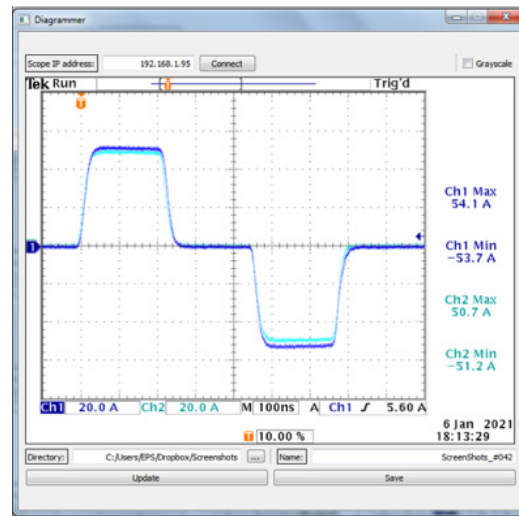 Diagrammer
Scope IP address: 192.168.1.95 Connect Grayscale
Tek Run Trig'd
T
T
1
Ch1 Max
54.1 A
Ch1 Min
-53.7 A
Ch2 Max
50.7 A
Ch2 Min
-51.2 A
Ch1 20.0 A Ch2 20.0 A M 100ns A Ch1 5.60 A
T 10.00 %
6 Jan 2021
18:13:29
Directory: C:/Users/EPS/Dropbox/Screenshots ... Name: ScreenShots_#042
Update Save